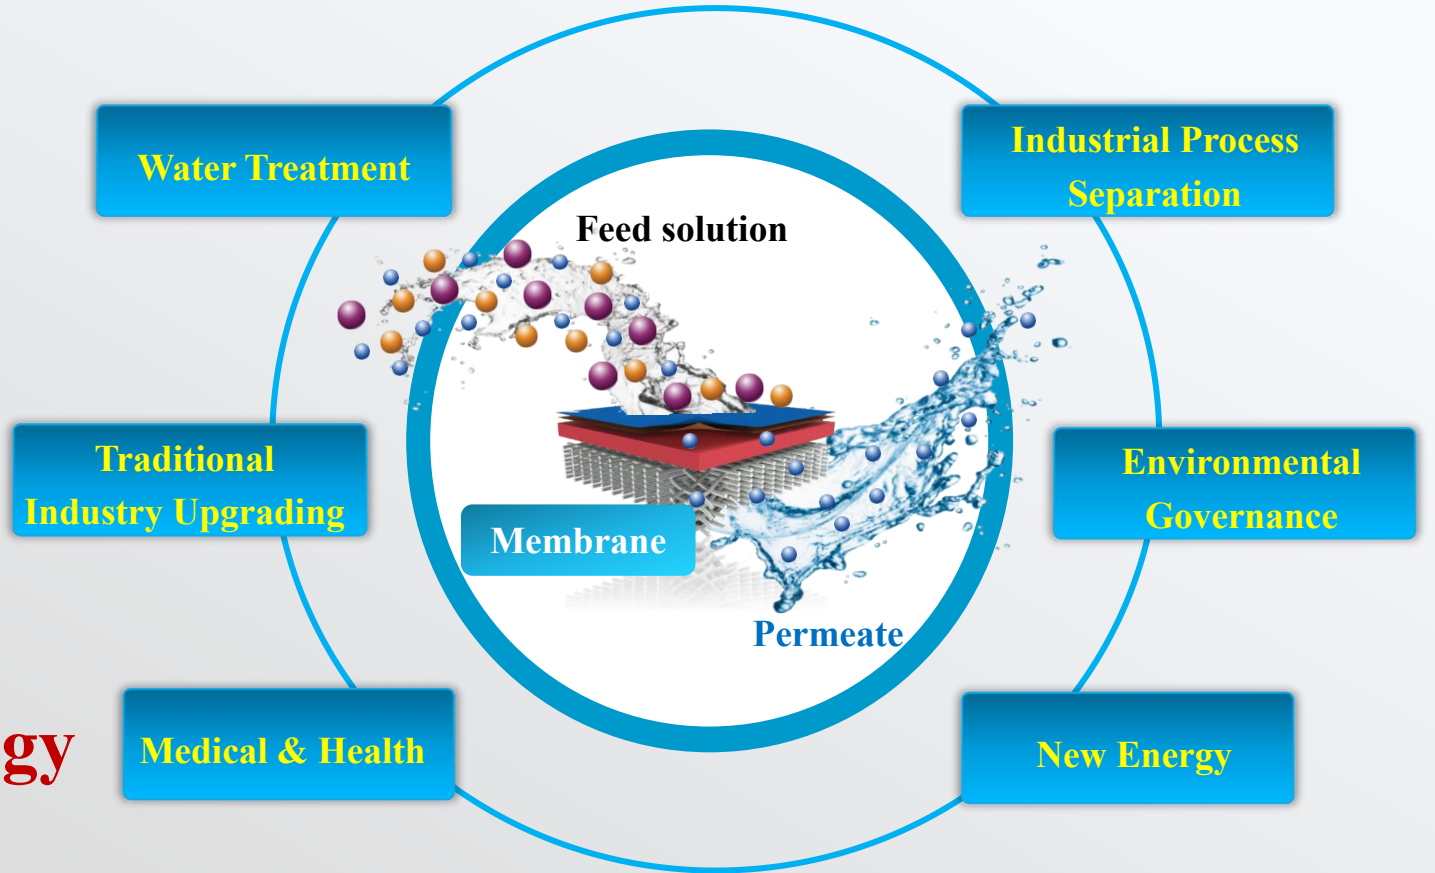 Water Treatment
Industrial Process
Separation
Feed solution
Traditional
Industry Upgrading
Environmental
Governance
Membrane
Permeate
gy
Medical & Health
New Energy